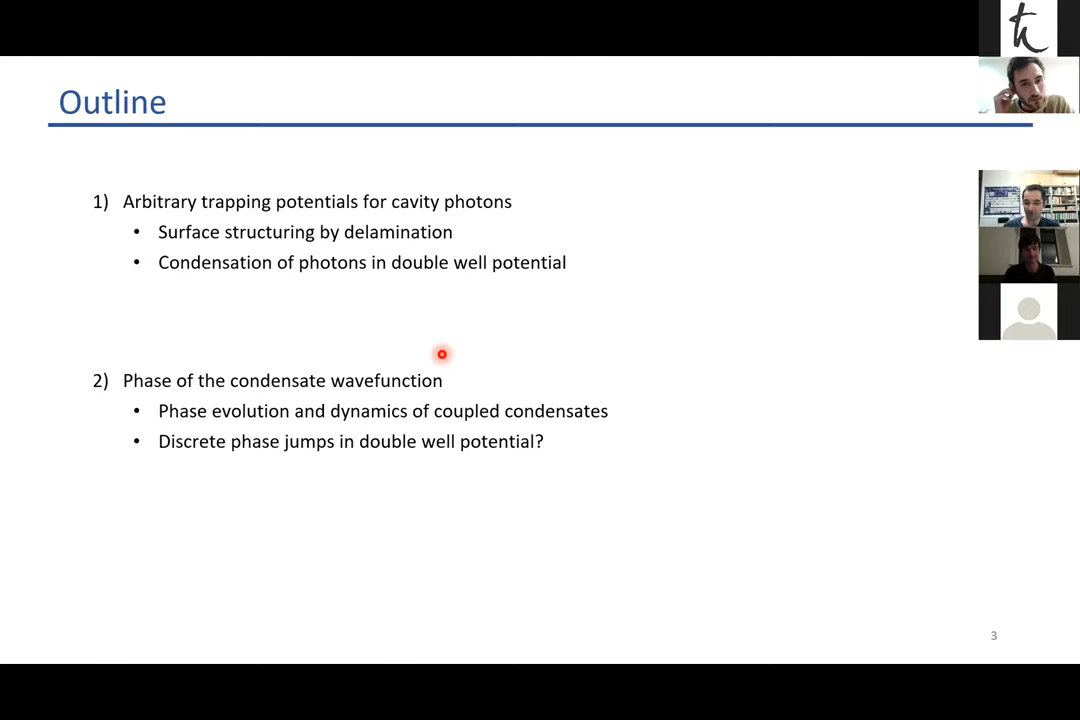 Outline
1) Arbitrary trapping potentials for cavity photons
• Surface structuring by delamination
• Condensation of photons in double well potential
2) Phase of the condensate wavefunction
• Phase evolution and dynamics of coupled condensates
• Discrete phase jumps in double well potential?
3